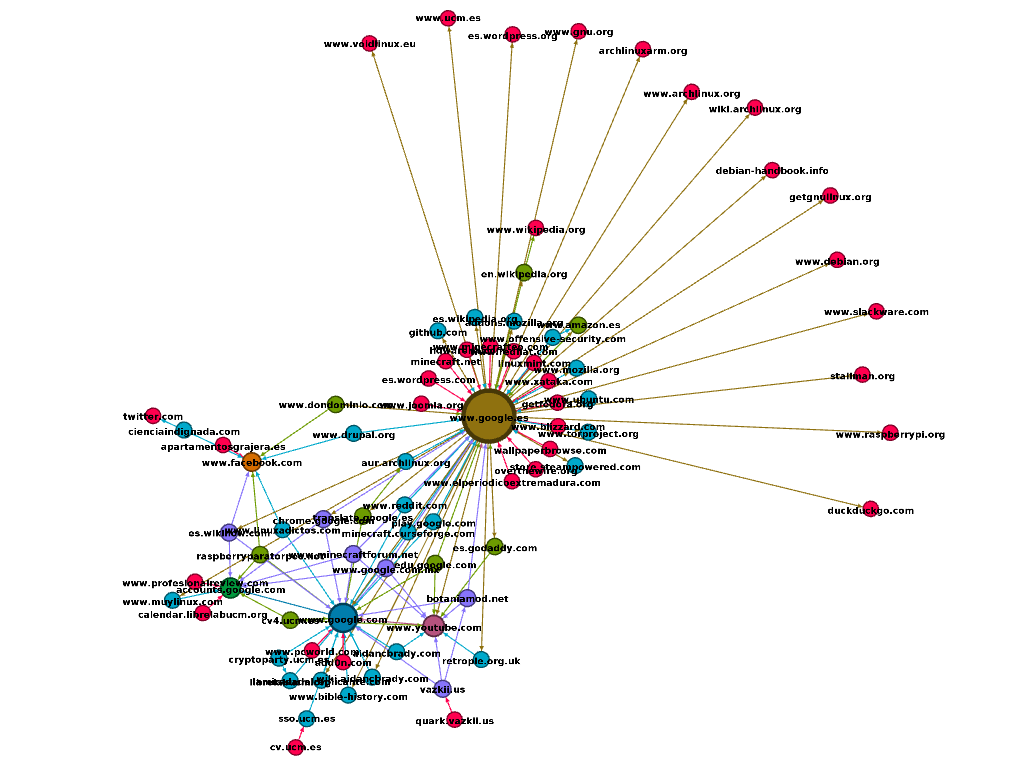 www.ucm.es
es.wordpress.org
www.gnu.org
www.voidlinux.eu
archlinuxarm.org
www.archlinux.org
wiki.archlinux.org
debian-handbook.info
getgnulinux.org
www.wikipedia.org
www.debian.org
en.wikipedia.org
www.slackware.com
es.wikipedia.org
addons.mozilla.org
www.amazon.es
github.com
www.offensive-security.com
minecraft.net
linuxmint.com
www.mozilla.org
stallman.org
es.wordpress.com
www.xataka.com
www.dondominio.com
www.joomla.org
getfedora.org
www.ubuntu.com
twitter.com
www.google.es
cienciaindignada.com
www.blizzard.com
www.drupal.org
www.torproject.org
www.raspberrypi.org
apartamentosgrajera.es
wallpaperbrowse.com
www.facebook.com
aur.archlinux.org
store.steampowered.com
overthewire.org
www.elperiodicoextremadura.com
www.reddit.com
duckduckgo.com
chrome.google.com
translate.google.es
play.google.com
www.linuxadictos.com
minecraft.curseforge.com
es.godaddy.com
www.minecraftforum.net
edu.google.com
www.google.com.mx
www.profesionalreview.com
accounts.google.com
www.muylinux.com
botaniamod.net
calendar.librelabucm.org
cv4.ucm.es
www.google.com
www.youtube.com
www.pcworld.com
aidancbrady.com
cryptoparty.ucm.es
retropie.org.uk
wiki.aidancbrady.com
vazkii.us
www.bible-history.com
sso.ucm.es
quark.vazkii.us
cv.ucm.es